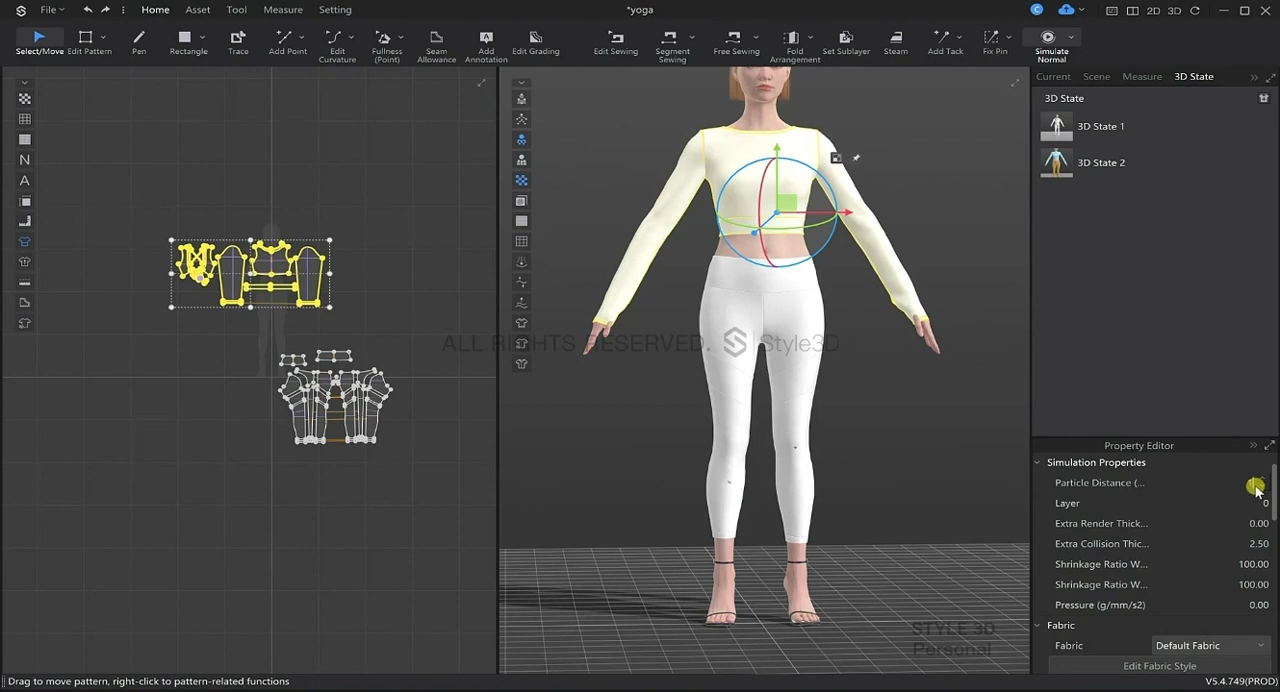 File Home Asset Tool Measure Setting *yoga C 2D 3D
Select/Move Edit Pattern Pen Rectangle Trace Add Point Edit Curvature Fullness (Point) Seam Allowance Add Annotation Edit Grading Edit Sewing Segment Sewing Free Sewing Fold Arrangement Set Sublayer Steam Add Tack Fix Pin Simulate Normal
Current Scene Measure 3D State
3D State
3D State 1
3D State 2
ALL RIGHTS RESERVED. Style3D
STYLE 3D
Personal
Property Editor
Simulation Properties
Particle Distance (...
Layer 0
Extra Render Thick... 0.00
Extra Collision Thic... 2.50
Shrinkage Ratio W... 100.00
Shrinkage Ratio W... 100.00
Pressure (g/mm/s2) 0.00
Fabric
Fabric Default Fabric
Edit Fabric Style
Drag to move pattern, right-click to pattern-related functions V5.4.749(PROD)